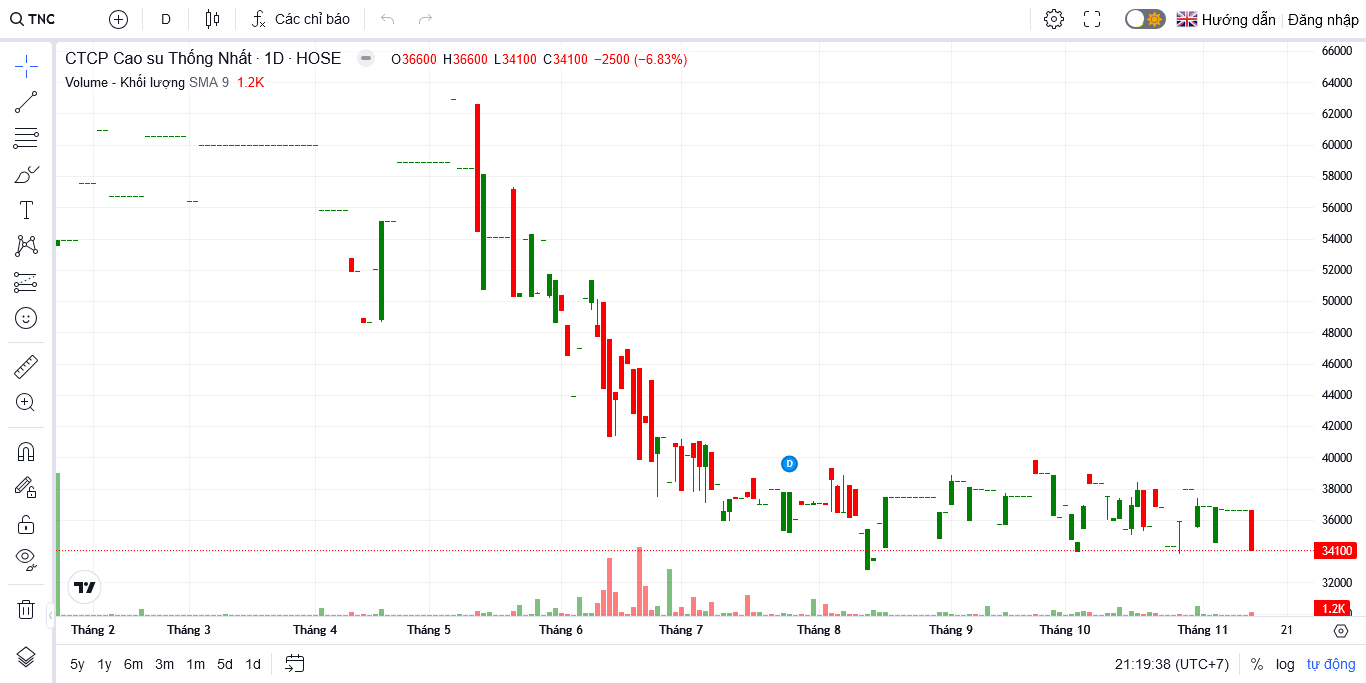 TNC D Các chỉ báo Hướng dẫn Đăng nhập
CTCP Cao su Thống Nhất · 1D · HOSE O36600 H36600 L34100 C34100 −2500 (−6.83%)
Volume - Khối lượng SMA 9 1.2K
66000
64000
62000
60000
58000
56000
54000
52000
50000
48000
46000
44000
42000
40000
38000
36000
34100
32000
1.2K
D
Tháng 2 Tháng 3 Tháng 4 Tháng 5 Tháng 6 Tháng 7 Tháng 8 Tháng 9 Tháng 10 Tháng 11 21
5y 1y 6m 3m 1m 5d 1d 21:19:38 (UTC+7) % log tự động